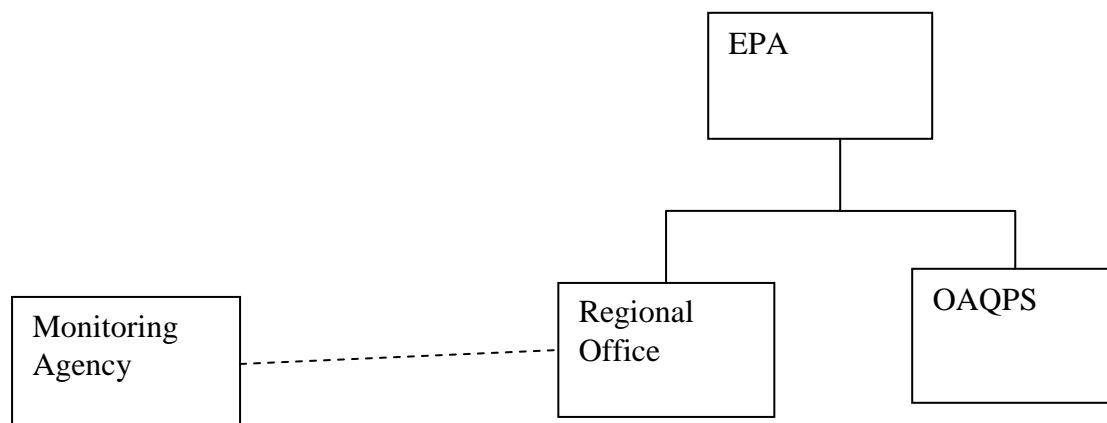 EPA
Monitoring
Agency
Regional
Office
OAQPS